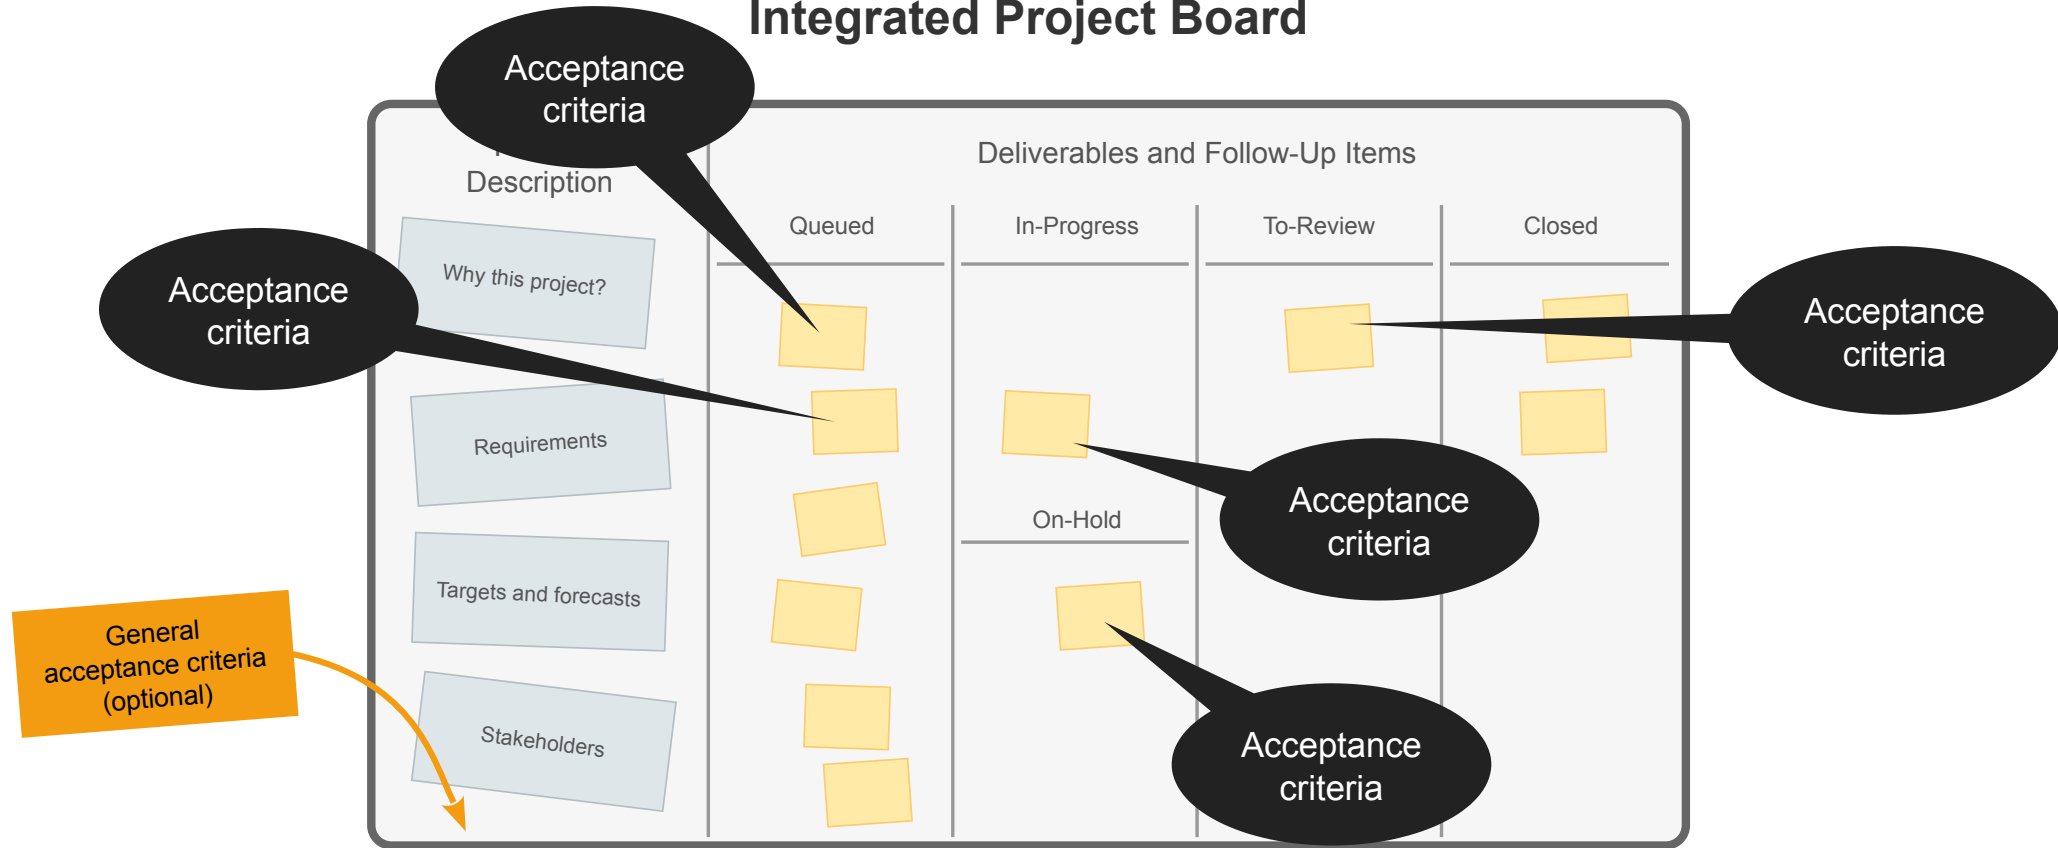 Integrated Project Board
Acceptance
criteria
Description
Deliverables and Follow-Up Items
Queued
In-Progress
To-Review
Closed
Why this project?
Acceptance
criteria
Acceptance
criteria
Requirements
Acceptance
criteria
On-Hold
Targets and forecasts
General
acceptance criteria
(optional)
Stakeholders
Acceptance
criteria